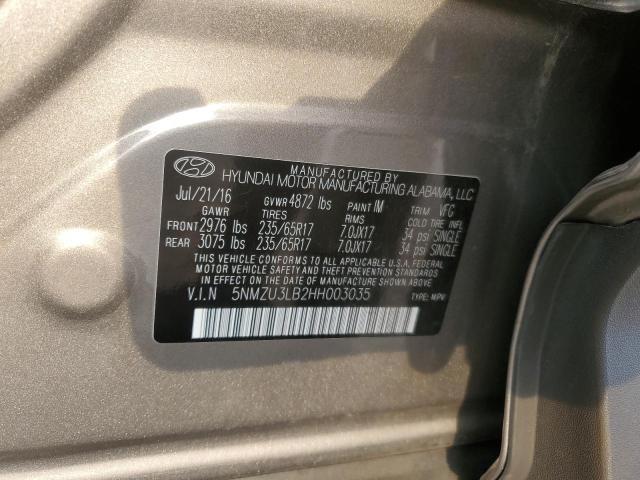 MANUFACTURED BY
HYUNDAI MOTOR MANUFACTURING ALABAMA, LLC
Jul/21/16 GVWR 4872 lbs PAINT IM TRIM VFC
GAWR TIRES RIMS COLD TIRE INFL
FRONT 2976 lbs 235/65R17 7.0JX17 34 psi SINGLE
REAR 3075 lbs 235/65R17 7.0JX17 34 psi SINGLE
THIS VEHICLE CONFORMS TO ALL APPLICABLE U.S.A. FEDERAL
MOTOR VEHICLE SAFETY AND THEFT PREVENTION STANDARDS IN
EFFECT ON THE DATE OF MANUFACTURE SHOWN ABOVE.
V.I.N 5NMZU3LB2HH003035 TYPE: MPV